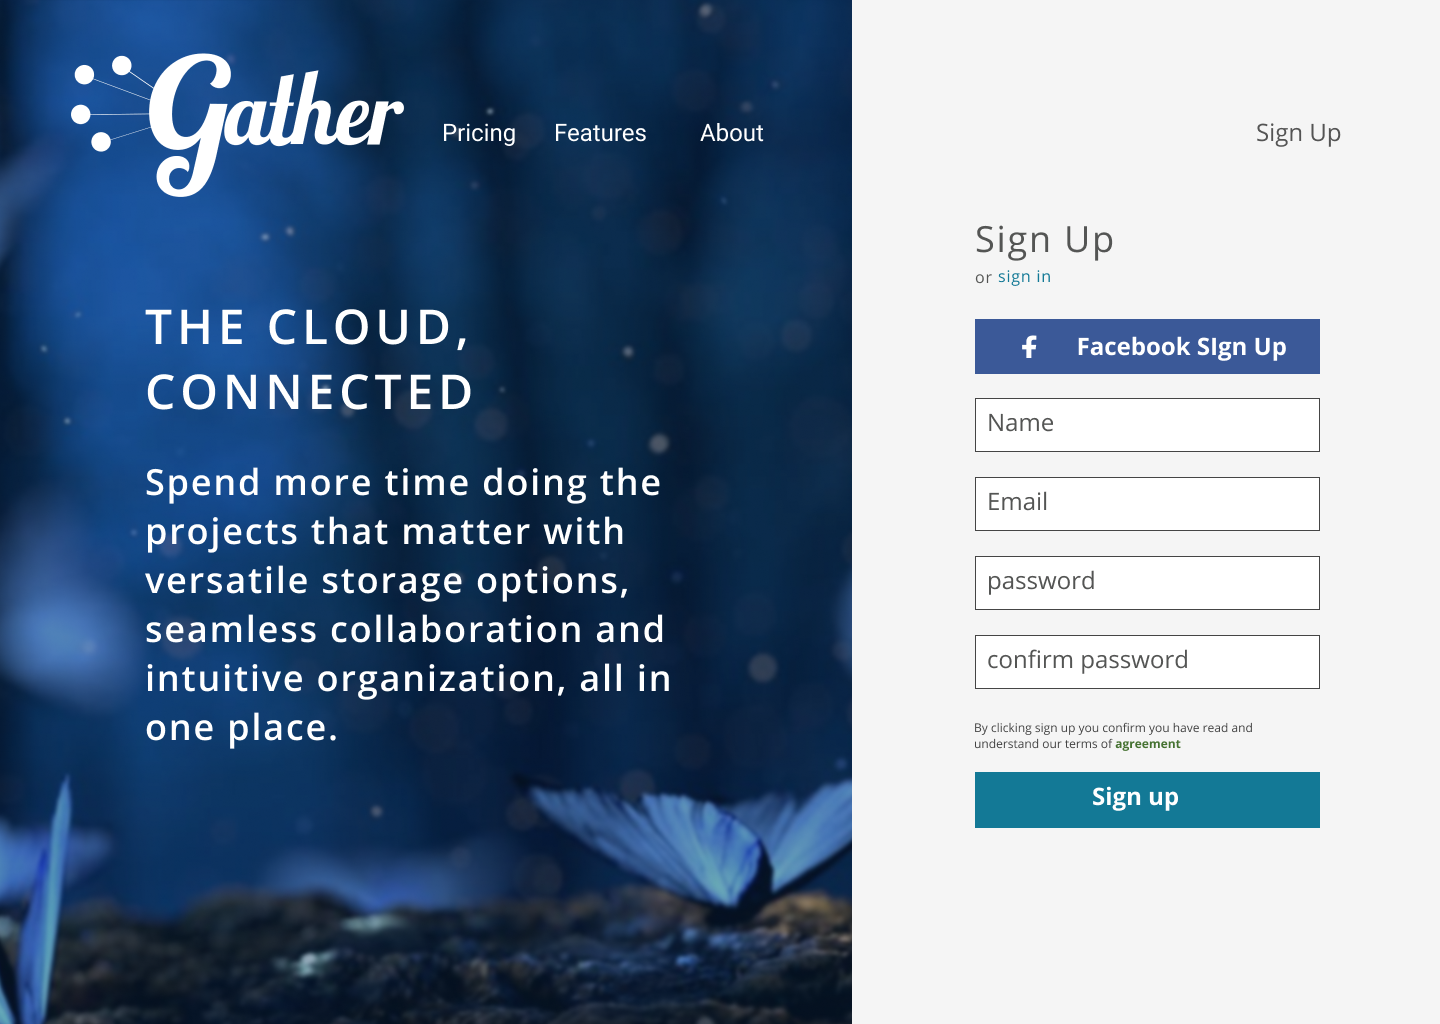 Gather
Pricing Features About
Sign Up
THE CLOUD,
CONNECTED
Spend more time doing the
projects that matter with
versatile storage options,
seamless collaboration and
intuitive organization, all in
one place.
Sign Up
or sign in
f Facebook SIgn Up
Name
Email
password
confirm password
By clicking sign up you confirm you have read and
understand our terms of agreement
Sign up